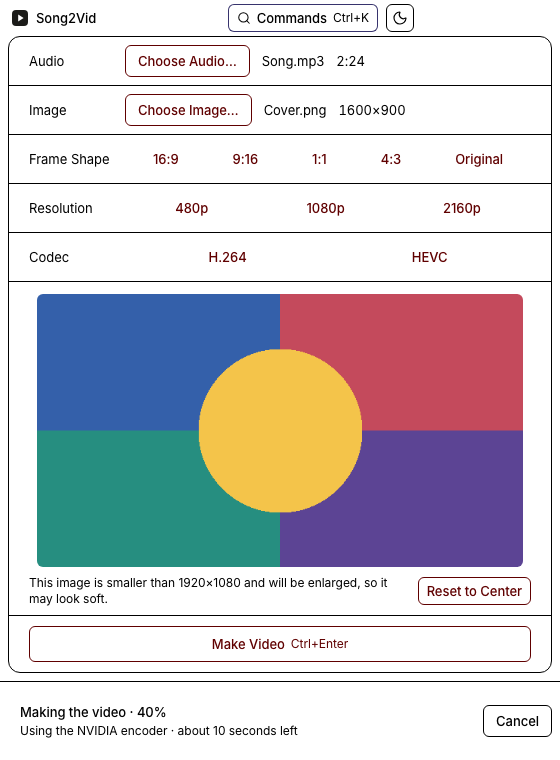 Song2Vid
Commands Ctrl+K
Audio Choose Audio... Song.mp3 2:24
Image Choose Image... Cover.png 1600×900
Frame Shape 16:9 9:16 1:1 4:3 Original
Resolution 480p 1080p 2160p
Codec H.264 HEVC
This image is smaller than 1920×1080 and will be enlarged, so it
may look soft.
Reset to Center
Make Video Ctrl+Enter
Making the video · 40%
Using the NVIDIA encoder · about 10 seconds left
Cancel